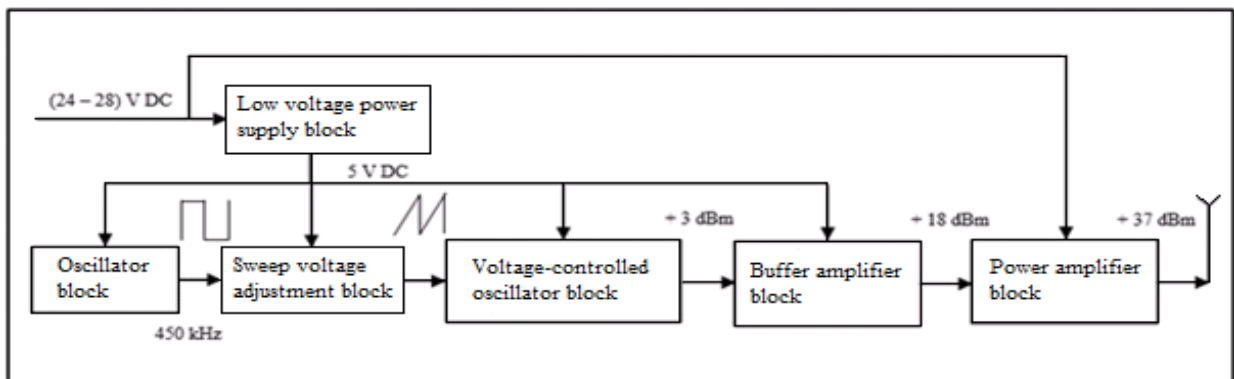 (24 – 28) V DC
Low voltage power
supply block
5 V DC
+ 3 dBm
+ 18 dBm
+ 37 dBm
Oscillator
block
Sweep voltage
adjustment block
Voltage-controlled
oscillator block
Buffer amplifier
block
Power amplifier
block
450 kHz